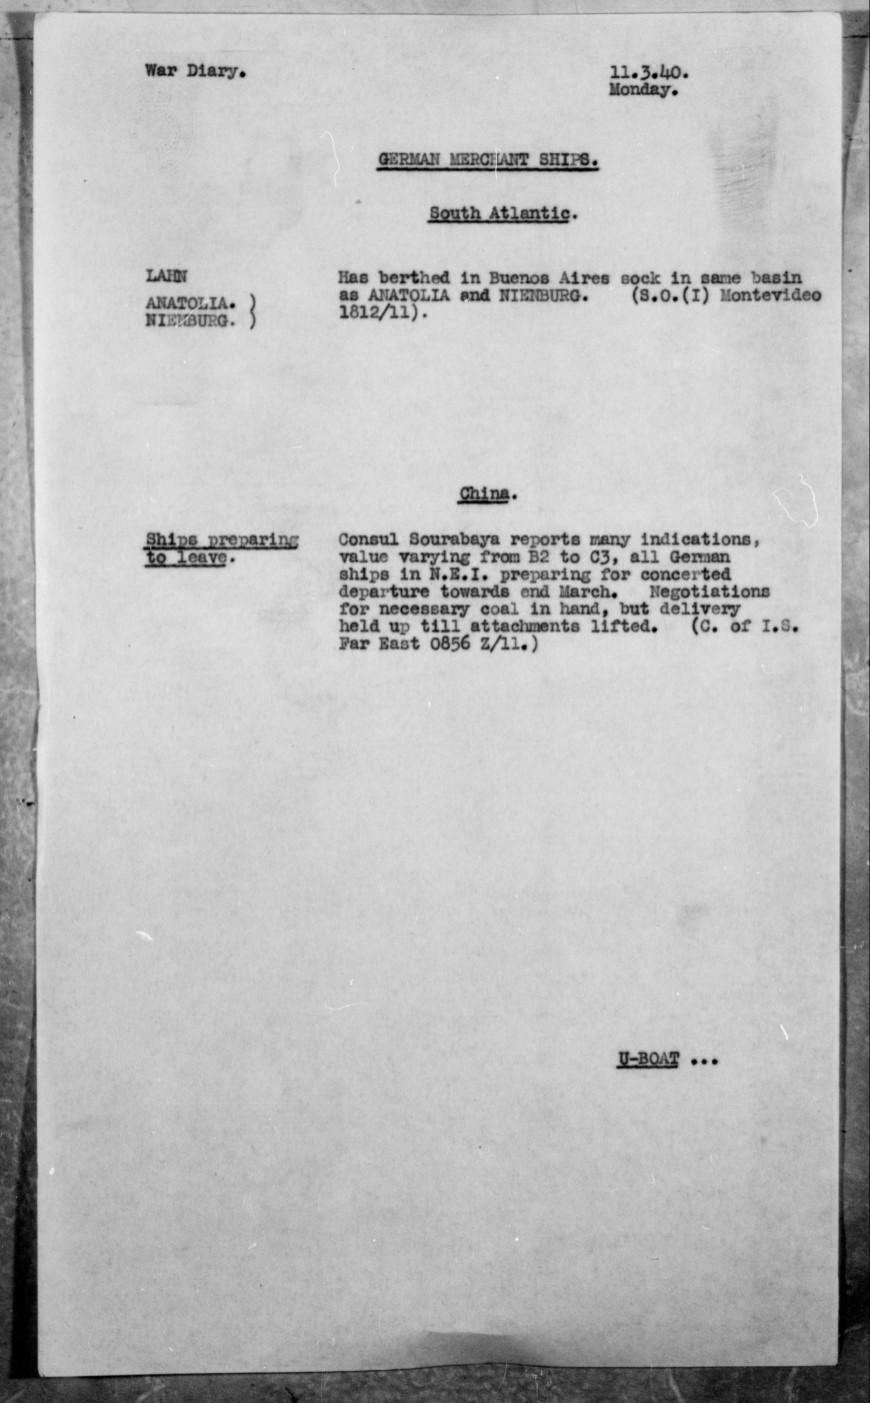 War Diary. 11.3.40.
Monday.
GERMAN MERCHANT SHIPS.
South Atlantic.
LAHN Has berthed in Buenos Aires sock in same basin
ANATOLIA. ) as ANATOLIA and NIENBURG. (S.O.(I) Montevideo
NIENBURG. ) 1812/11).
China.
Ships preparing Consul Sourabaya reports many indications,
to leave. value varying from B2 to C3, all German
ships in N.E.I. preparing for concerted
departure towards end March. Negotiations
for necessary coal in hand, but delivery
held up till attachments lifted. (C. of I.S.
Far East 0856 Z/11.)
U-BOAT ...